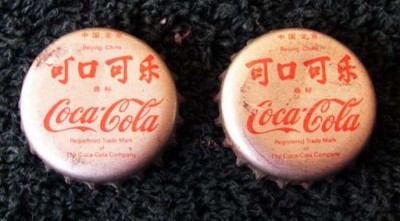 中国 北京
Beijing, China
可口可乐
商标
Coca-Cola
Registered Trade Mark
of
The Coca-Cola Company
中国 北京
Beijing, China
可口可乐
商标
Coca-Cola
Registered Trade Mark
of
The Coca-Cola Company